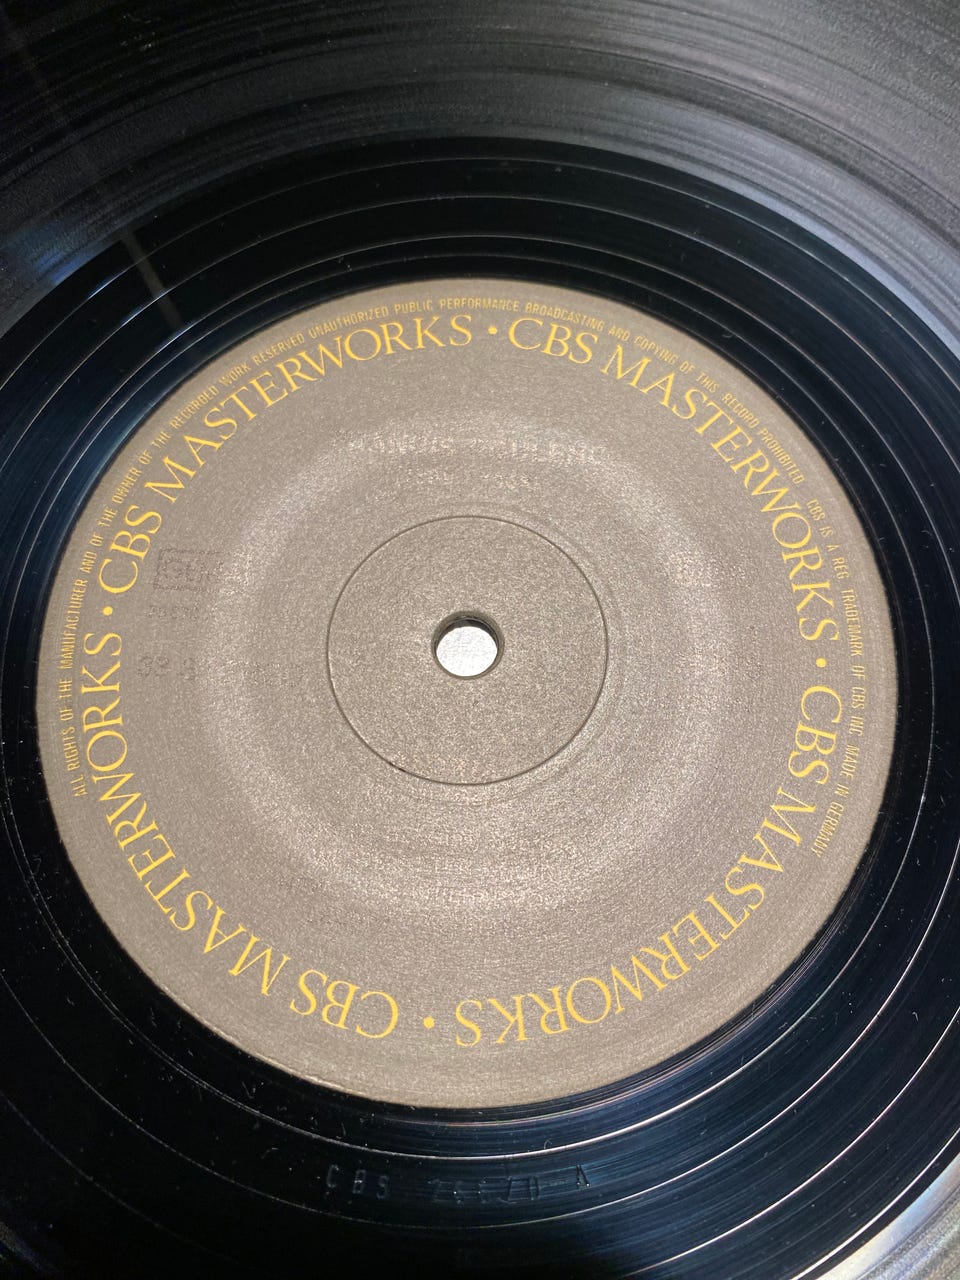 ALL RIGHTS OF THE MANUFACTURER AND OF THE OWNER OF THE RECORDED WORK RESERVED UNAUTHORIZED PUBLIC PERFORMANCE BROADCASTING AND COPYING OF THIS RECORD PROHIBITED CBS IS A REG. TRADEMARK OF CBS INC. MADE IN GERMANY
CBS MASTERWORKS • CBS MASTERWORKS • CBS MASTERWORKS • CBS MASTERWORKS •
CBS